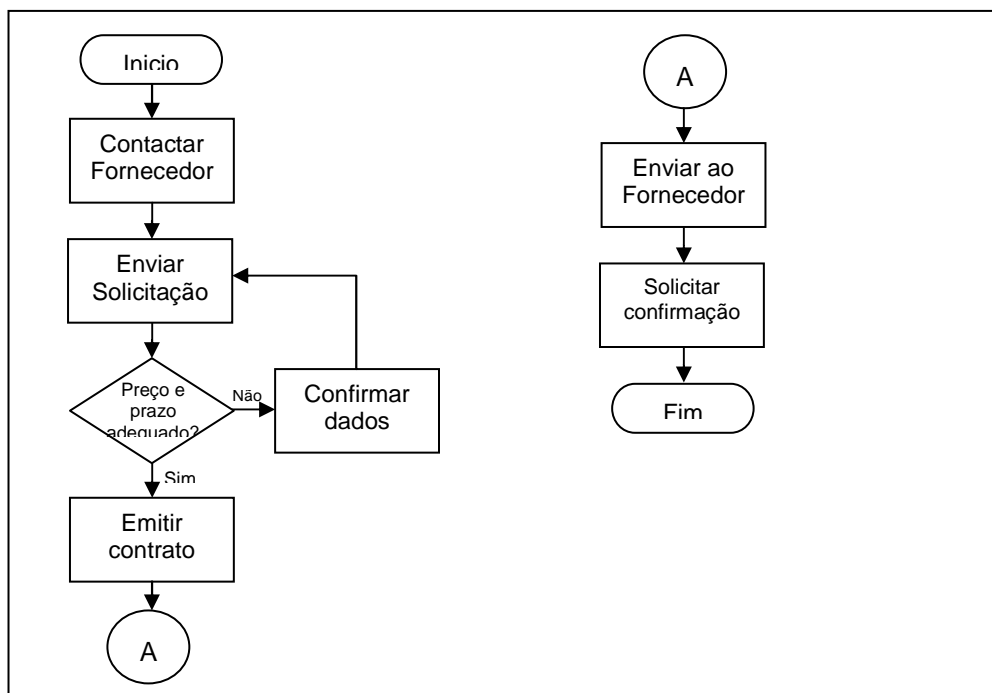 Inicio
Contactar
Fornecedor
Enviar
Solicitação
Preço e
prazo
adequado?
Não
Confirmar
dados
Sim
Emitir
contrato
A
A
Enviar ao
Fornecedor
Solicitar
confirmação
Fim